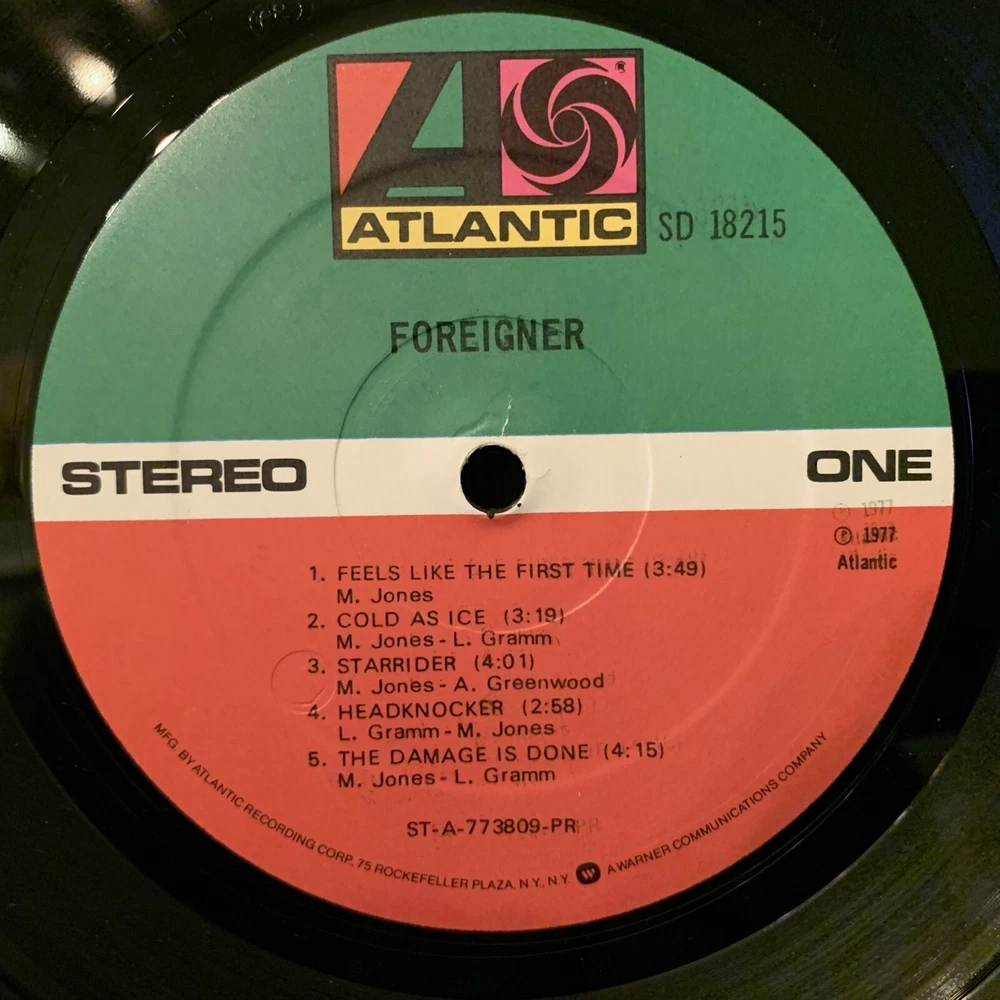 (PR)
A
®
ATLANTIC
SD 18215
FOREIGNER
STEREO
ONE
℗ 1977
℗ 1977
Atlantic
1. FEELS LIKE THE FIRST TIME (3:49)
M. Jones
2. COLD AS ICE (3:19)
M. Jones - L. Gramm
3. STARRIDER (4:01)
M. Jones - A. Greenwood
4. HEADKNOCKER (2:58)
L. Gramm - M. Jones
5. THE DAMAGE IS DONE (4:15)
M. Jones - L. Gramm
ST-A-773809-PR
MFG. BY ATLANTIC RECORDING CORP., 75 ROCKEFELLER PLAZA, N.Y., N.Y. W A WARNER COMMUNICATIONS COMPANY